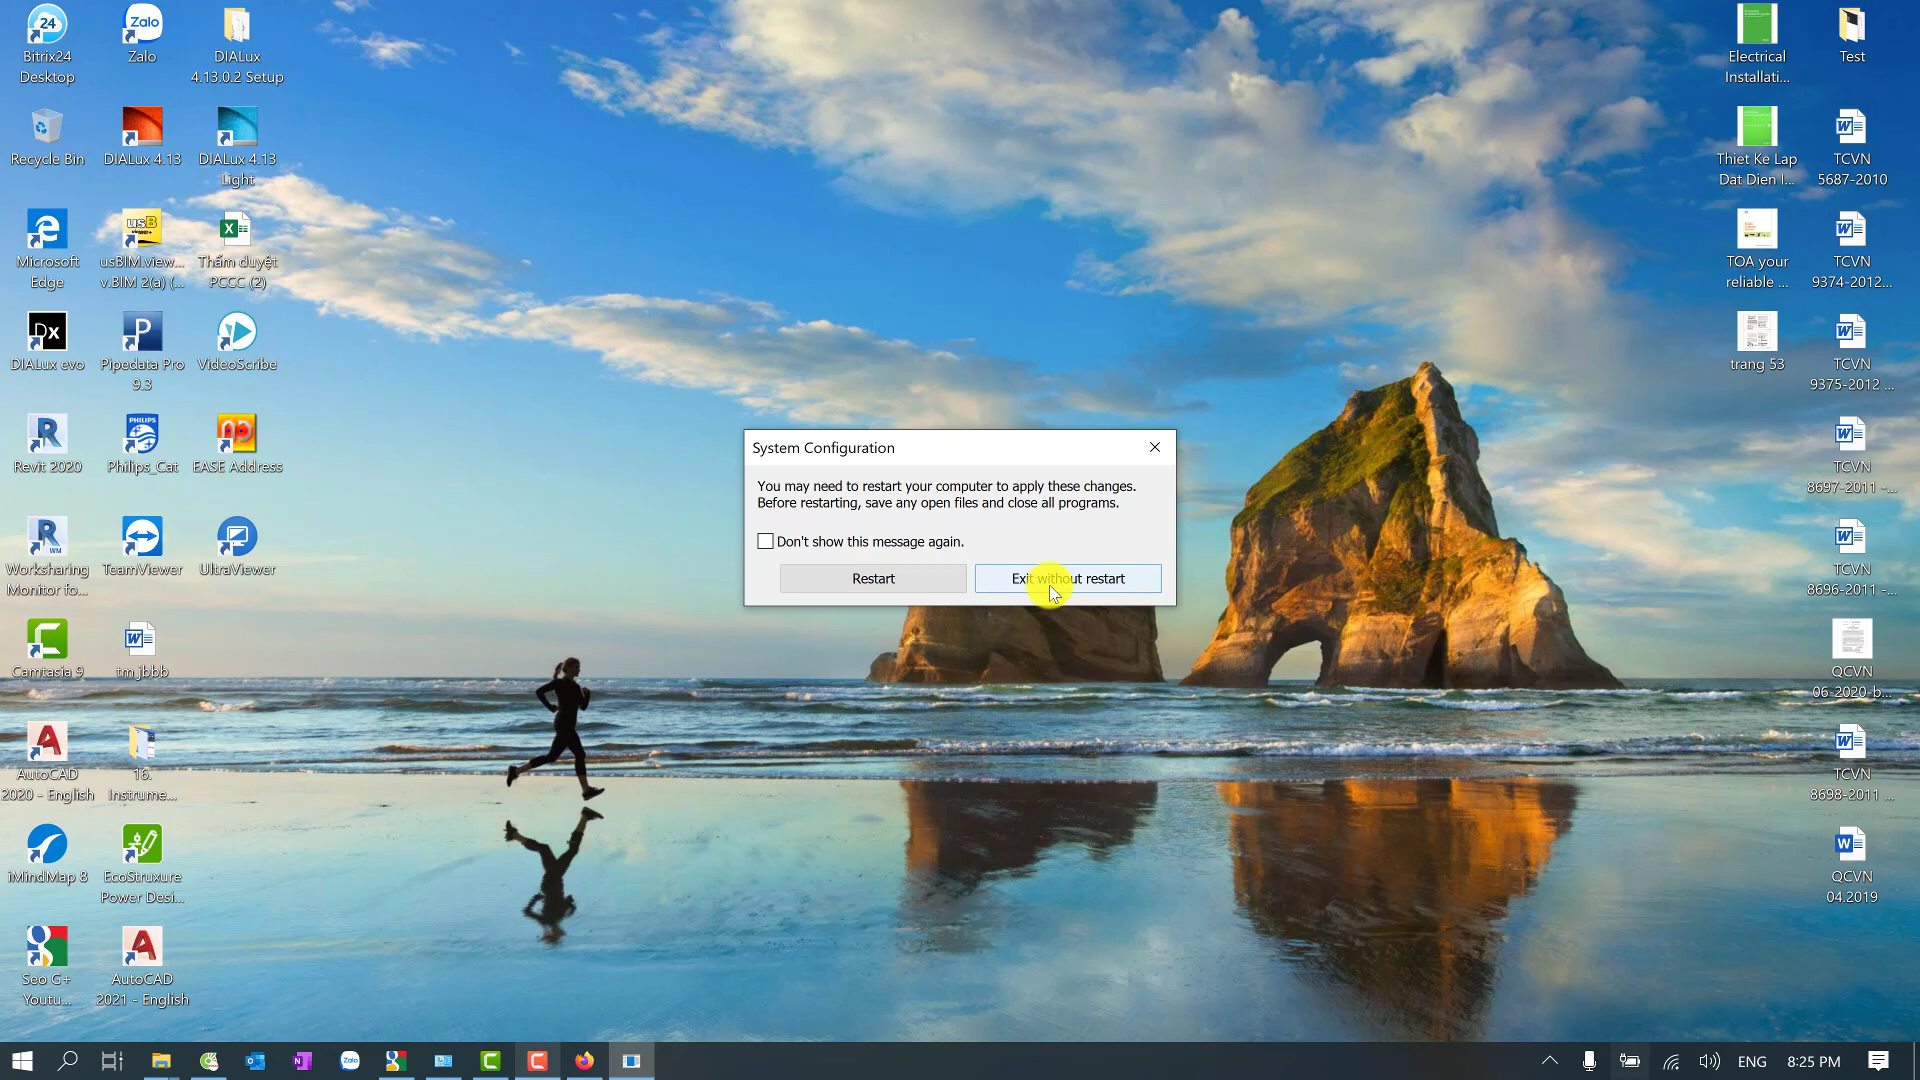 Bitrix24
Desktop
Zalo
DIALux
4.13.0.2 Setup
Recycle Bin
DIALux 4.13
DIALux 4.13
Light
Microsoft
Edge
usBIM.view...
v.BIM 2(a) (...
Thẩm duyệt
PCCC (2)
DIALux evo
Pipedata Pro
9.3
VideoScribe
Revit 2020
Philips_Cat
EASE Address
Worksharing
Monitor fo...
TeamViewer
UltraViewer
Camtasia 9
tm jbbb
AutoCAD
2020 - English
16.
Instrume...
iMindMap 8
EcoStruxure
Power Desi...
Seo G+
Youtu...
AutoCAD
2021 - English
System Configuration
You may need to restart your computer to apply these changes.
Before restarting, save any open files and close all programs.
Don't show this message again.
Restart
Exit without restart
Electrical
Installati...
Test
Thiet Ke Lap
Dat Dien I...
TCVN
5687-2010
TOA your
reliable ...
TCVN
9374-2012...
trang 53
TCVN
9375-2012 ...
TCVN
8697-2011 -...
TCVN
8696-2011 -...
QCVN
06-2020-b...
TCVN
8698-2011 ...
QCVN
04.2019
ENG
8:25 PM